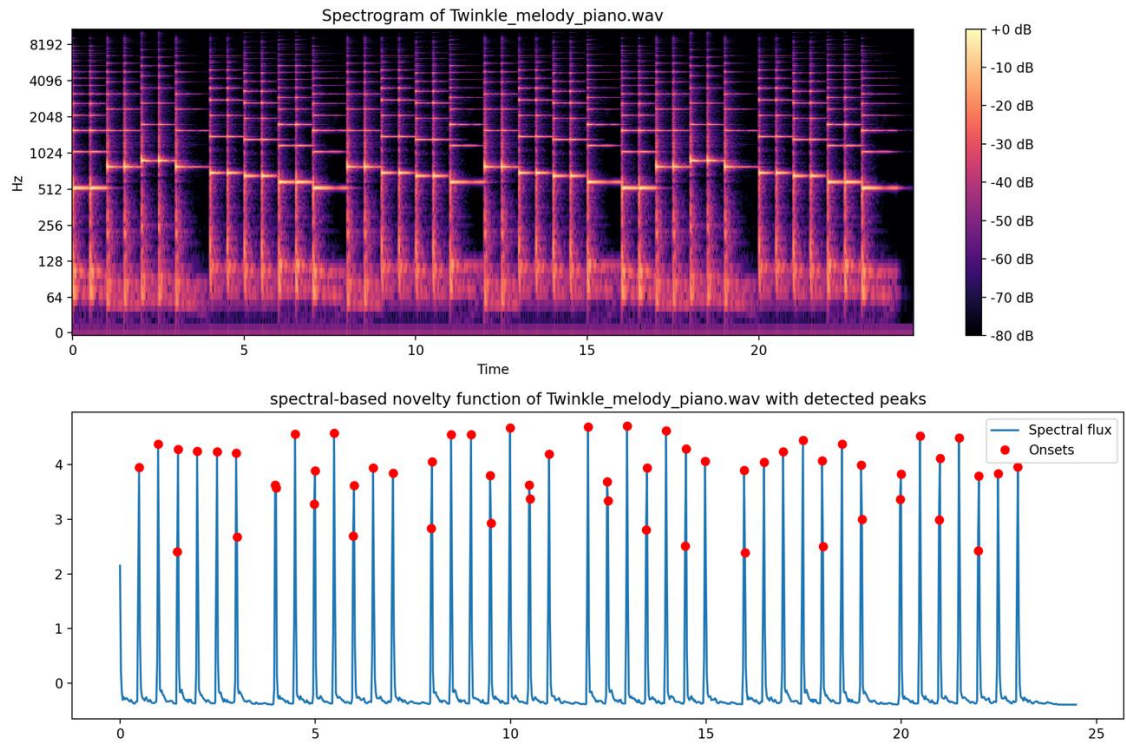 Spectrogram of Twinkle_melody_piano.wav
8192
4096
2048
1024
512
256
128
64
0
Hz
0 5 10 15 20
Time
+0 dB
-10 dB
-20 dB
-30 dB
-40 dB
-50 dB
-60 dB
-70 dB
-80 dB
spectral-based novelty function of Twinkle_melody_piano.wav with detected peaks
Spectral flux
Onsets
4
3
2
1
0
0 5 10 15 20 25